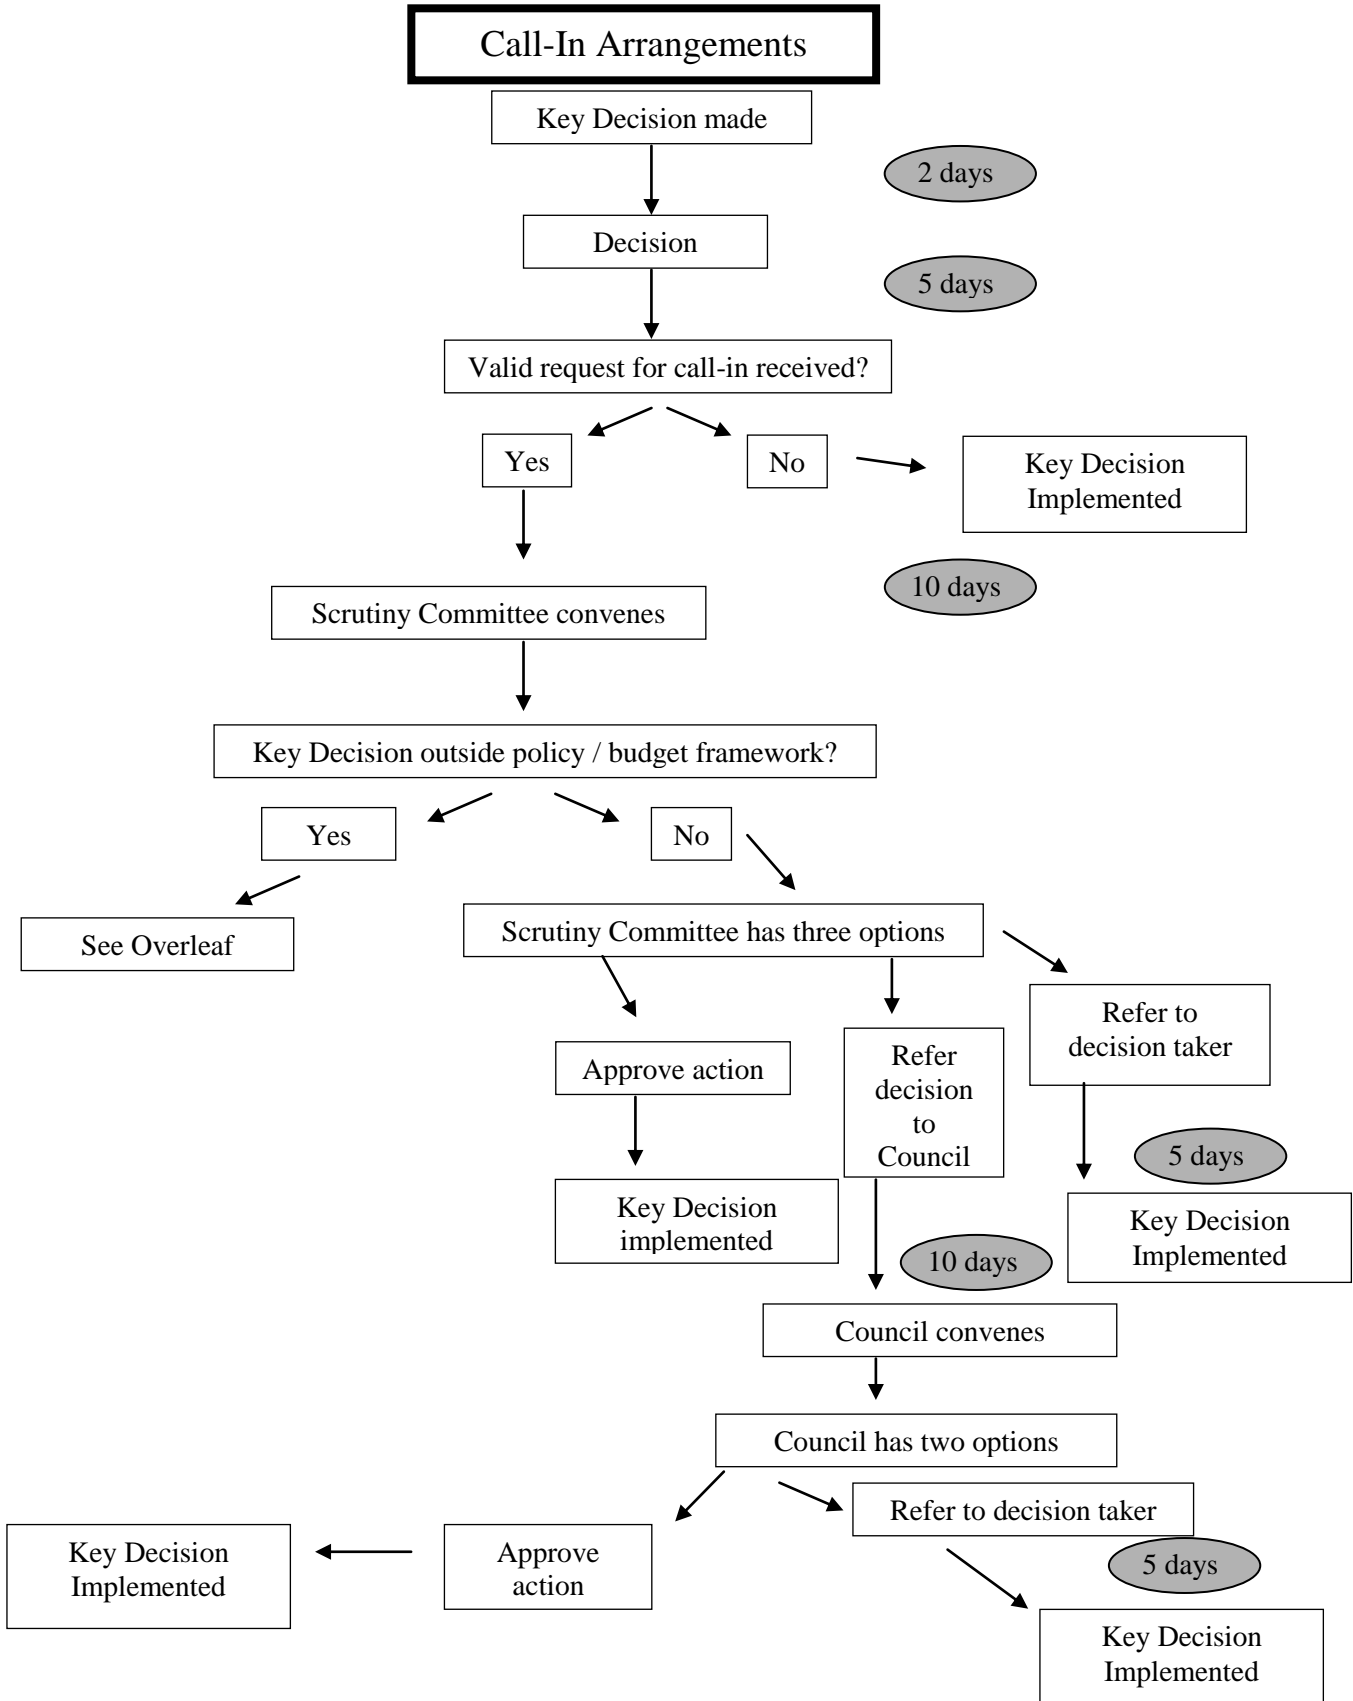 Call-In Arrangements
Key Decision made
2 days
Decision
5 days
Valid request for call-in received?
Yes
No
Key Decision
Implemented
10 days
Scrutiny Committee convenes
Key Decision outside policy / budget framework?
Yes
No
See Overleaf
Scrutiny Committee has three options
Approve action
Refer
decision
to
Council
Refer to
decision taker
5 days
Key Decision
implemented
Key Decision
Implemented
10 days
Council convenes
Council has two options
Refer to decision taker
Key Decision
Implemented
Approve
action
5 days
Key Decision
Implemented